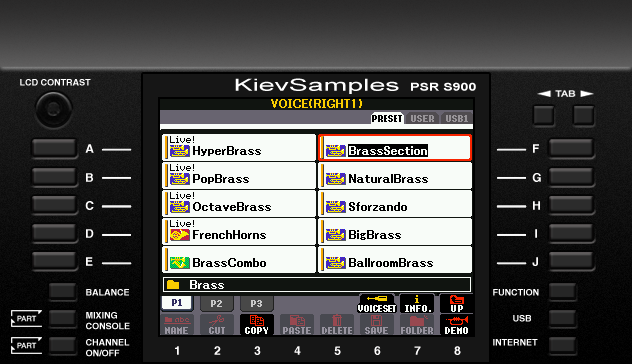 LCD CONTRAST
KievSamples PSR S900
TAB
VOICE(RIGHT1)
PRESET USER USB1
A Live! HyperBrass BrassSection F
B PopBrass NaturalBrass G
C Live! OctaveBrass Sforzando H
D Live! FrenchHorns BigBrass I
E BrassCombo BallroomBrass J
Brass
P1 P2 P3
BALANCE FUNCTION
VOICESET INFO. UP
PART MIXING CONSOLE USB
NAME CUT COPY PASTE DELETE SAVE FOLDER DEMO
PART CHANNEL ON/OFF INTERNET
1 2 3 4 5 6 7 8